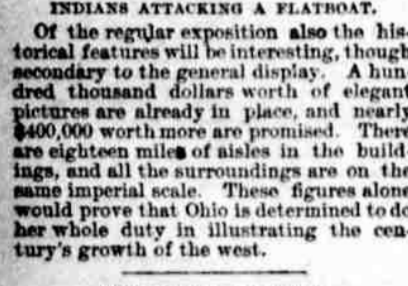 INDIANS ATTACKING A FLATBOAT.
Of the regular exposition also the his-
torical features will be interesting, though
secondary to the general display. A hun
dred thousand dollars worth of elegant
pictures are already in place, and nearly
$400,000 worth more are promised. There
are eighteen miles of aisles in the build-
ings, and all the surroundings are on the
same imperial scale. These figures alone
would prove that Ohio is determined to do
her whole duty in illustrating the cen-
tury's growth of the west.